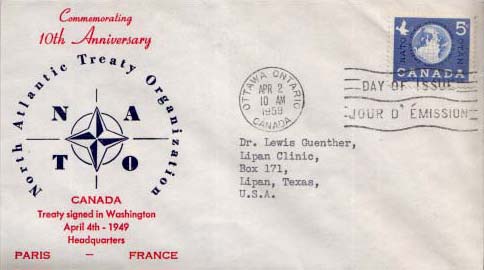 Commemorating
10th Anniversary
North Atlantic Treaty Organization
N A
T O
CANADA
Treaty signed in Washington
April 4th - 1949
Headquarters
PARIS — FRANCE
OTTAWA ONTARIO
APR 2
10 AM
1959
CANADA
NATO 5 OTAN
CANADA
DAY OF ISSUE
JOUR D'ÉMISSION
Dr. Lewis Guenther,
Lipan Clinic,
Box 171,
Lipan, Texas,
U.S.A.